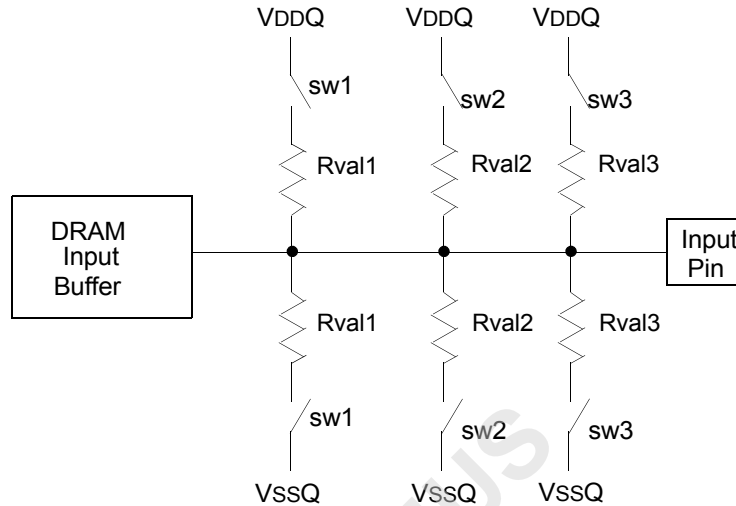 VDDQ VDDQ VDDQ
sw1 sw2 sw3
Rval1 Rval2 Rval3
DRAM
Input
Buffer
Input
Pin
Rval1 Rval2 Rval3
sw1 sw2 sw3
VSSQ VSSQ VSSQ